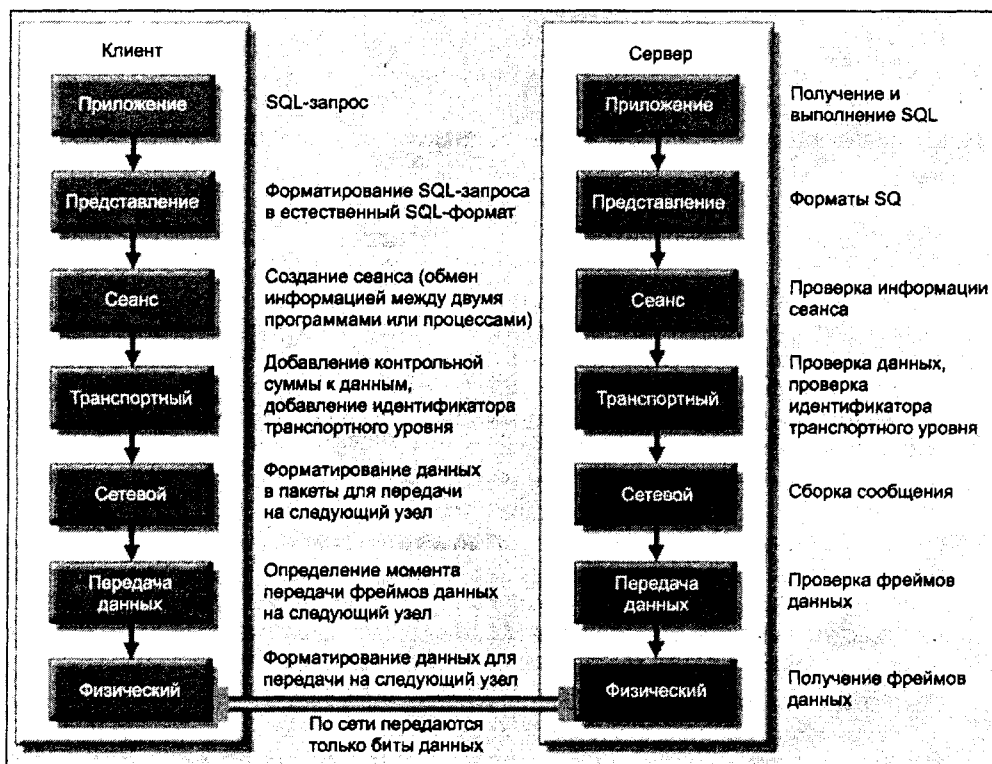 Клиент
Приложение
SQL-запрос
Представление
Форматирование SQL-запроса
в естественный SQL-формат
Сеанс
Создание сеанса (обмен
информацией между двумя
программами или процессами)
Транспортный
Добавление контрольной
суммы к данным,
добавление идентификатора
транспортного уровня
Сетевой
Форматирование данных
в пакеты для передачи
на следующий узел
Передача
данных
Определение момента
передачи фреймов данных
на следующий узел
Физический
Форматирование данных для
передачи на следующий узел
По сети передаются
только биты данных
Сервер
Приложение
Получение и
выполнение SQL
Представление
Форматы SQ
Сеанс
Проверка информации
сеанса
Транспортный
Проверка данных,
проверка
идентификатора
транспортного уровня
Сетевой
Сборка сообщения
Передача
данных
Проверка фреймов
данных
Физический
Получение фреймов
данных